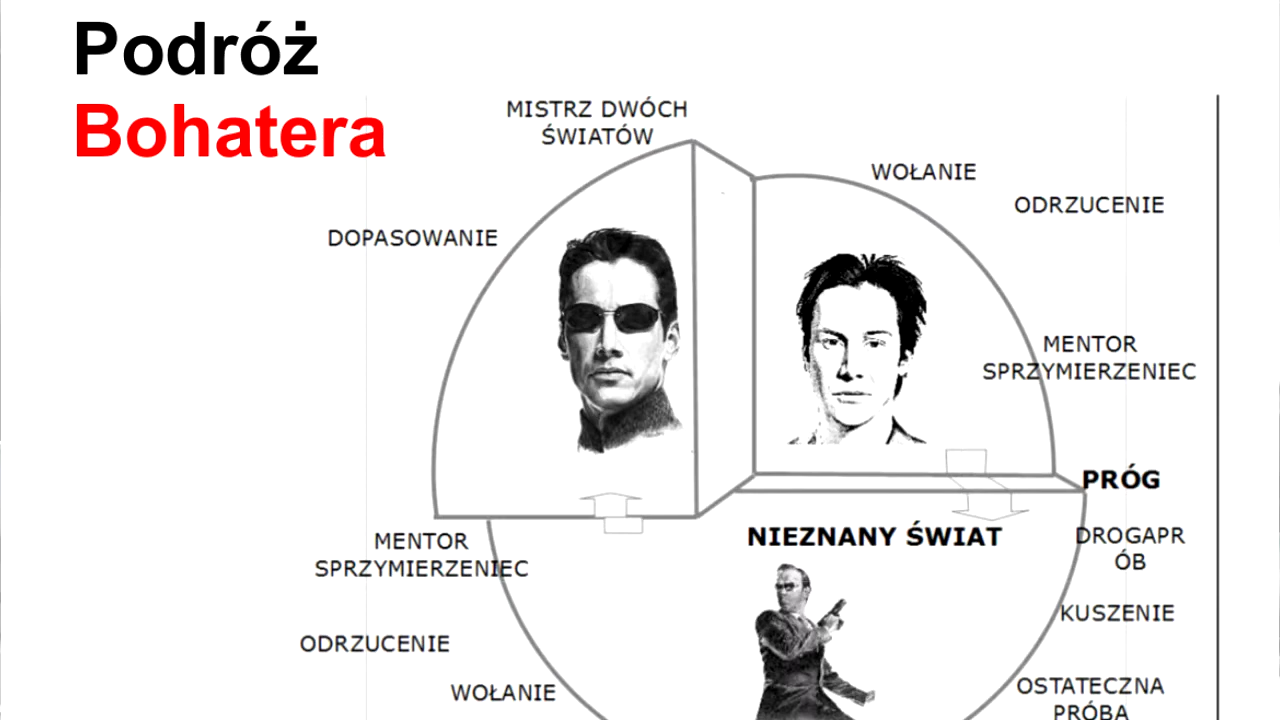 Podróż
Bohatera
MISTRZ DWÓCH
ŚWIATÓW
WOŁANIE
ODRZUCENIE
DOPASOWANIE
MENTOR
SPRZYMIERZENIEC
PRÓG
NIEZNANY ŚWIAT
DROGAPR
ÓB
MENTOR
SPRZYMIERZENIEC
KUSZENIE
ODRZUCENIE
WOŁANIE
OSTATECZNA
PRÓBA